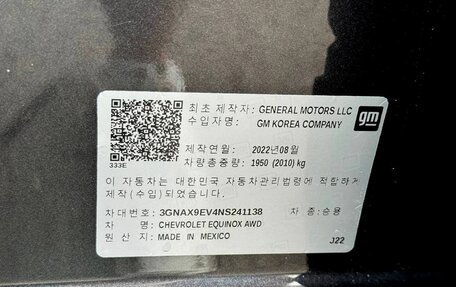 최초 제작자: GENERAL MOTORS LLC
수입자명: GM KOREA COMPANY
gm
제작연월: 2022년08월
차량총중량: 1950 (2010) kg
333E
이 자동차는 대한민국 자동차관리법령에 적합하게
제작(수입)되었습니다.
차대번호: 3GNAX9EV4NS241138 차 종: 승용
차 명: CHEVROLET EQUINOX AWD
원 산 지: MADE IN MEXICO
J22